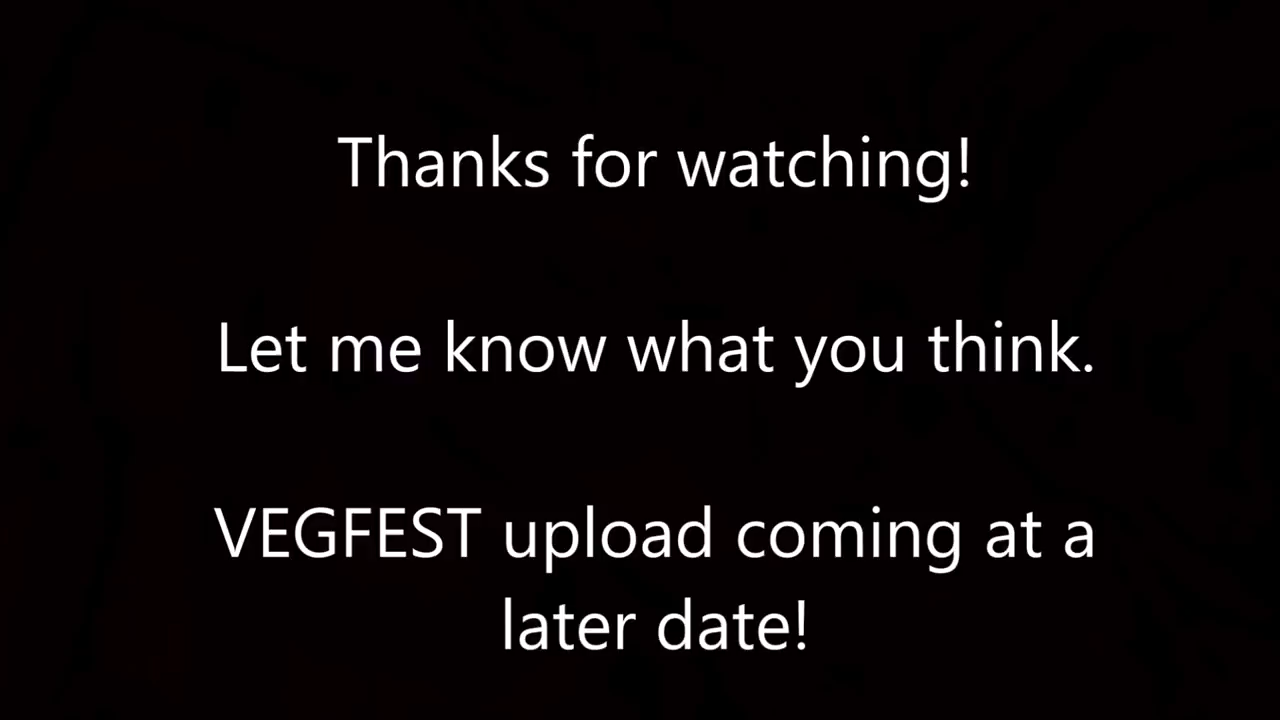 Thanks for watching!
Let me know what you think.
VEGFEST upload coming at a
later date!